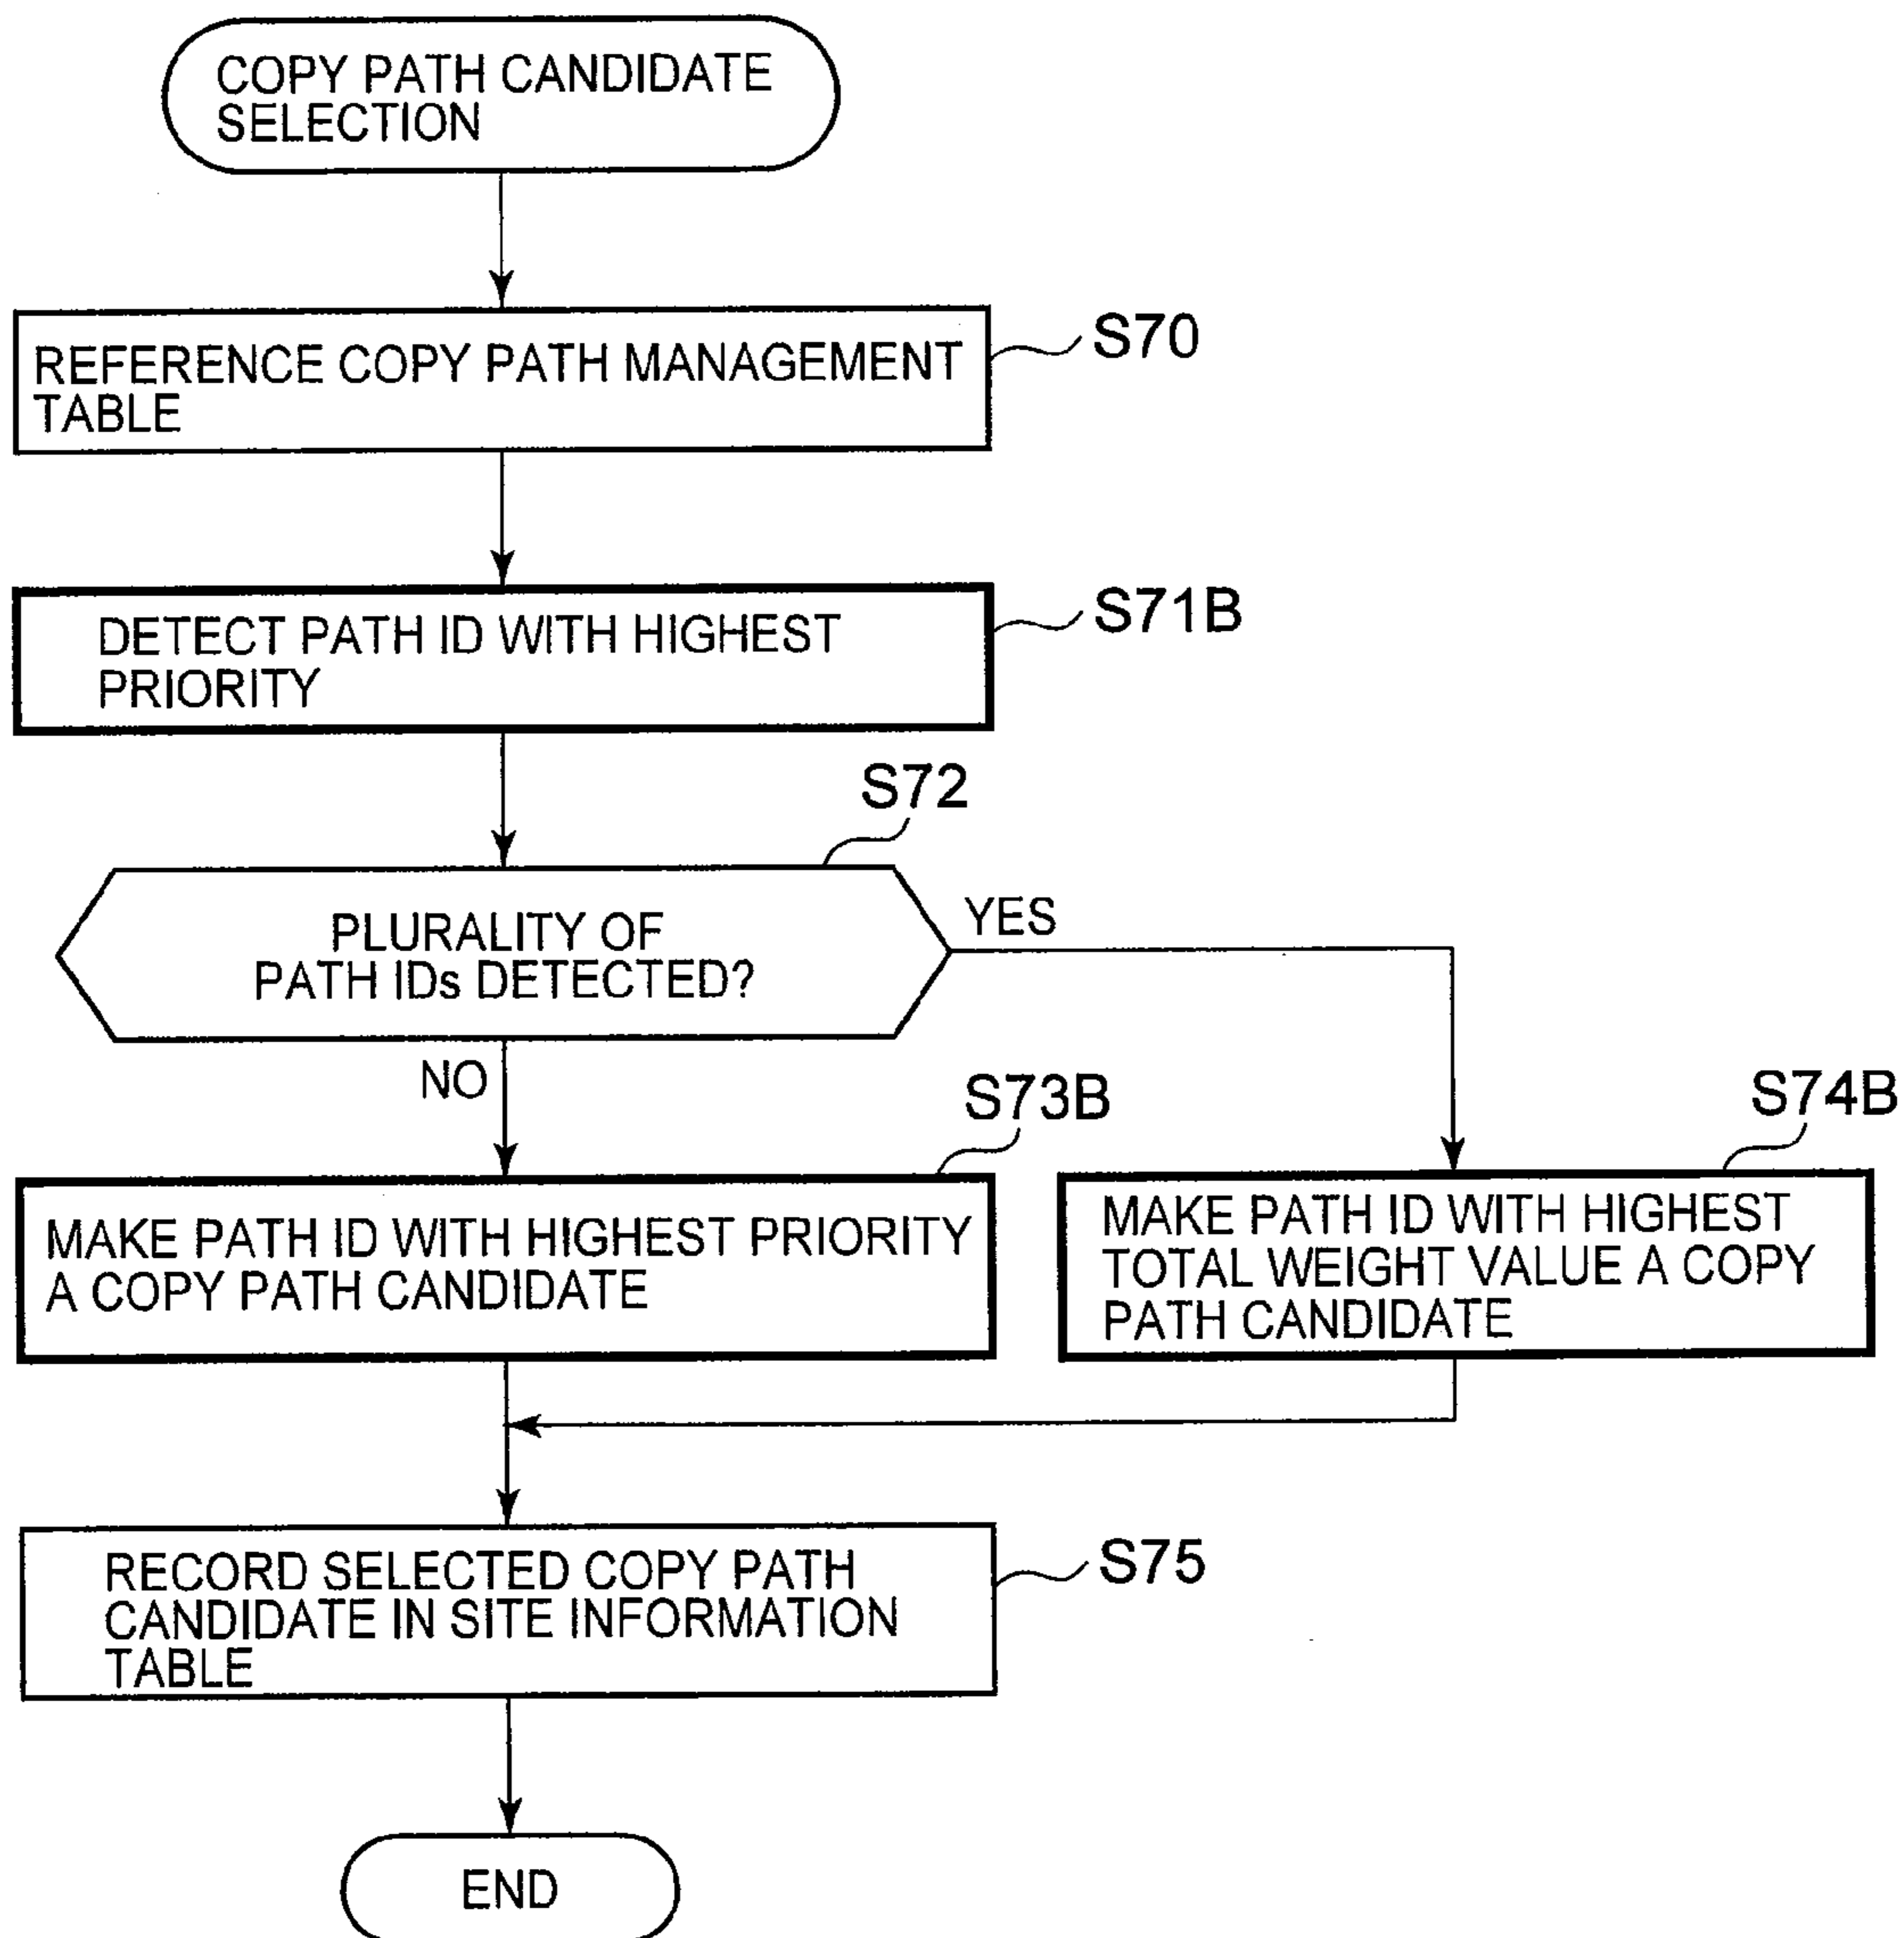 COPY PATH CANDIDATE
SELECTION
REFERENCE COPY PATH MANAGEMENT
TABLE
S70
DETECT PATH ID WITH HIGHEST
PRIORITY
S71B
S72
PLURALITY OF
PATH IDs DETECTED?
YES
NO
S73B
MAKE PATH ID WITH HIGHEST PRIORITY
A COPY PATH CANDIDATE
S74B
MAKE PATH ID WITH HIGHEST
TOTAL WEIGHT VALUE A COPY
PATH CANDIDATE
RECORD SELECTED COPY PATH
CANDIDATE IN SITE INFORMATION
TABLE
S75
END